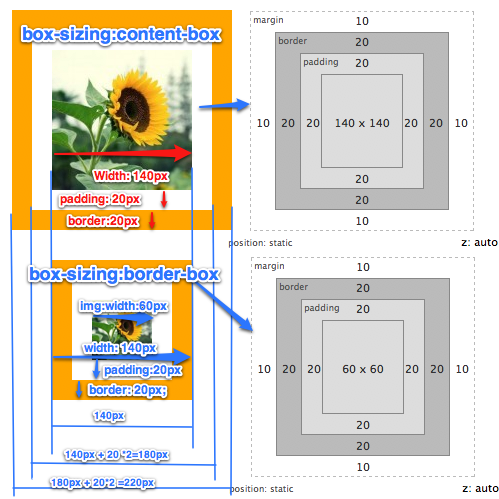 box-sizing:content-box
Width: 140px
padding: 20px
border:20px
margin
10
border
20
padding
20
10 20 20 140 x 140 20 20 10
20
20
10
position: static z: auto
box-sizing:border-box
img:width:60px
width: 140px
padding:20px
border: 20px;
140px
140px + 20 *2=180px
180px + 20*2 =220px
margin
10
border
20
padding
20
10 20 20 60 x 60 20 20 10
20
20
10
position: static z: auto